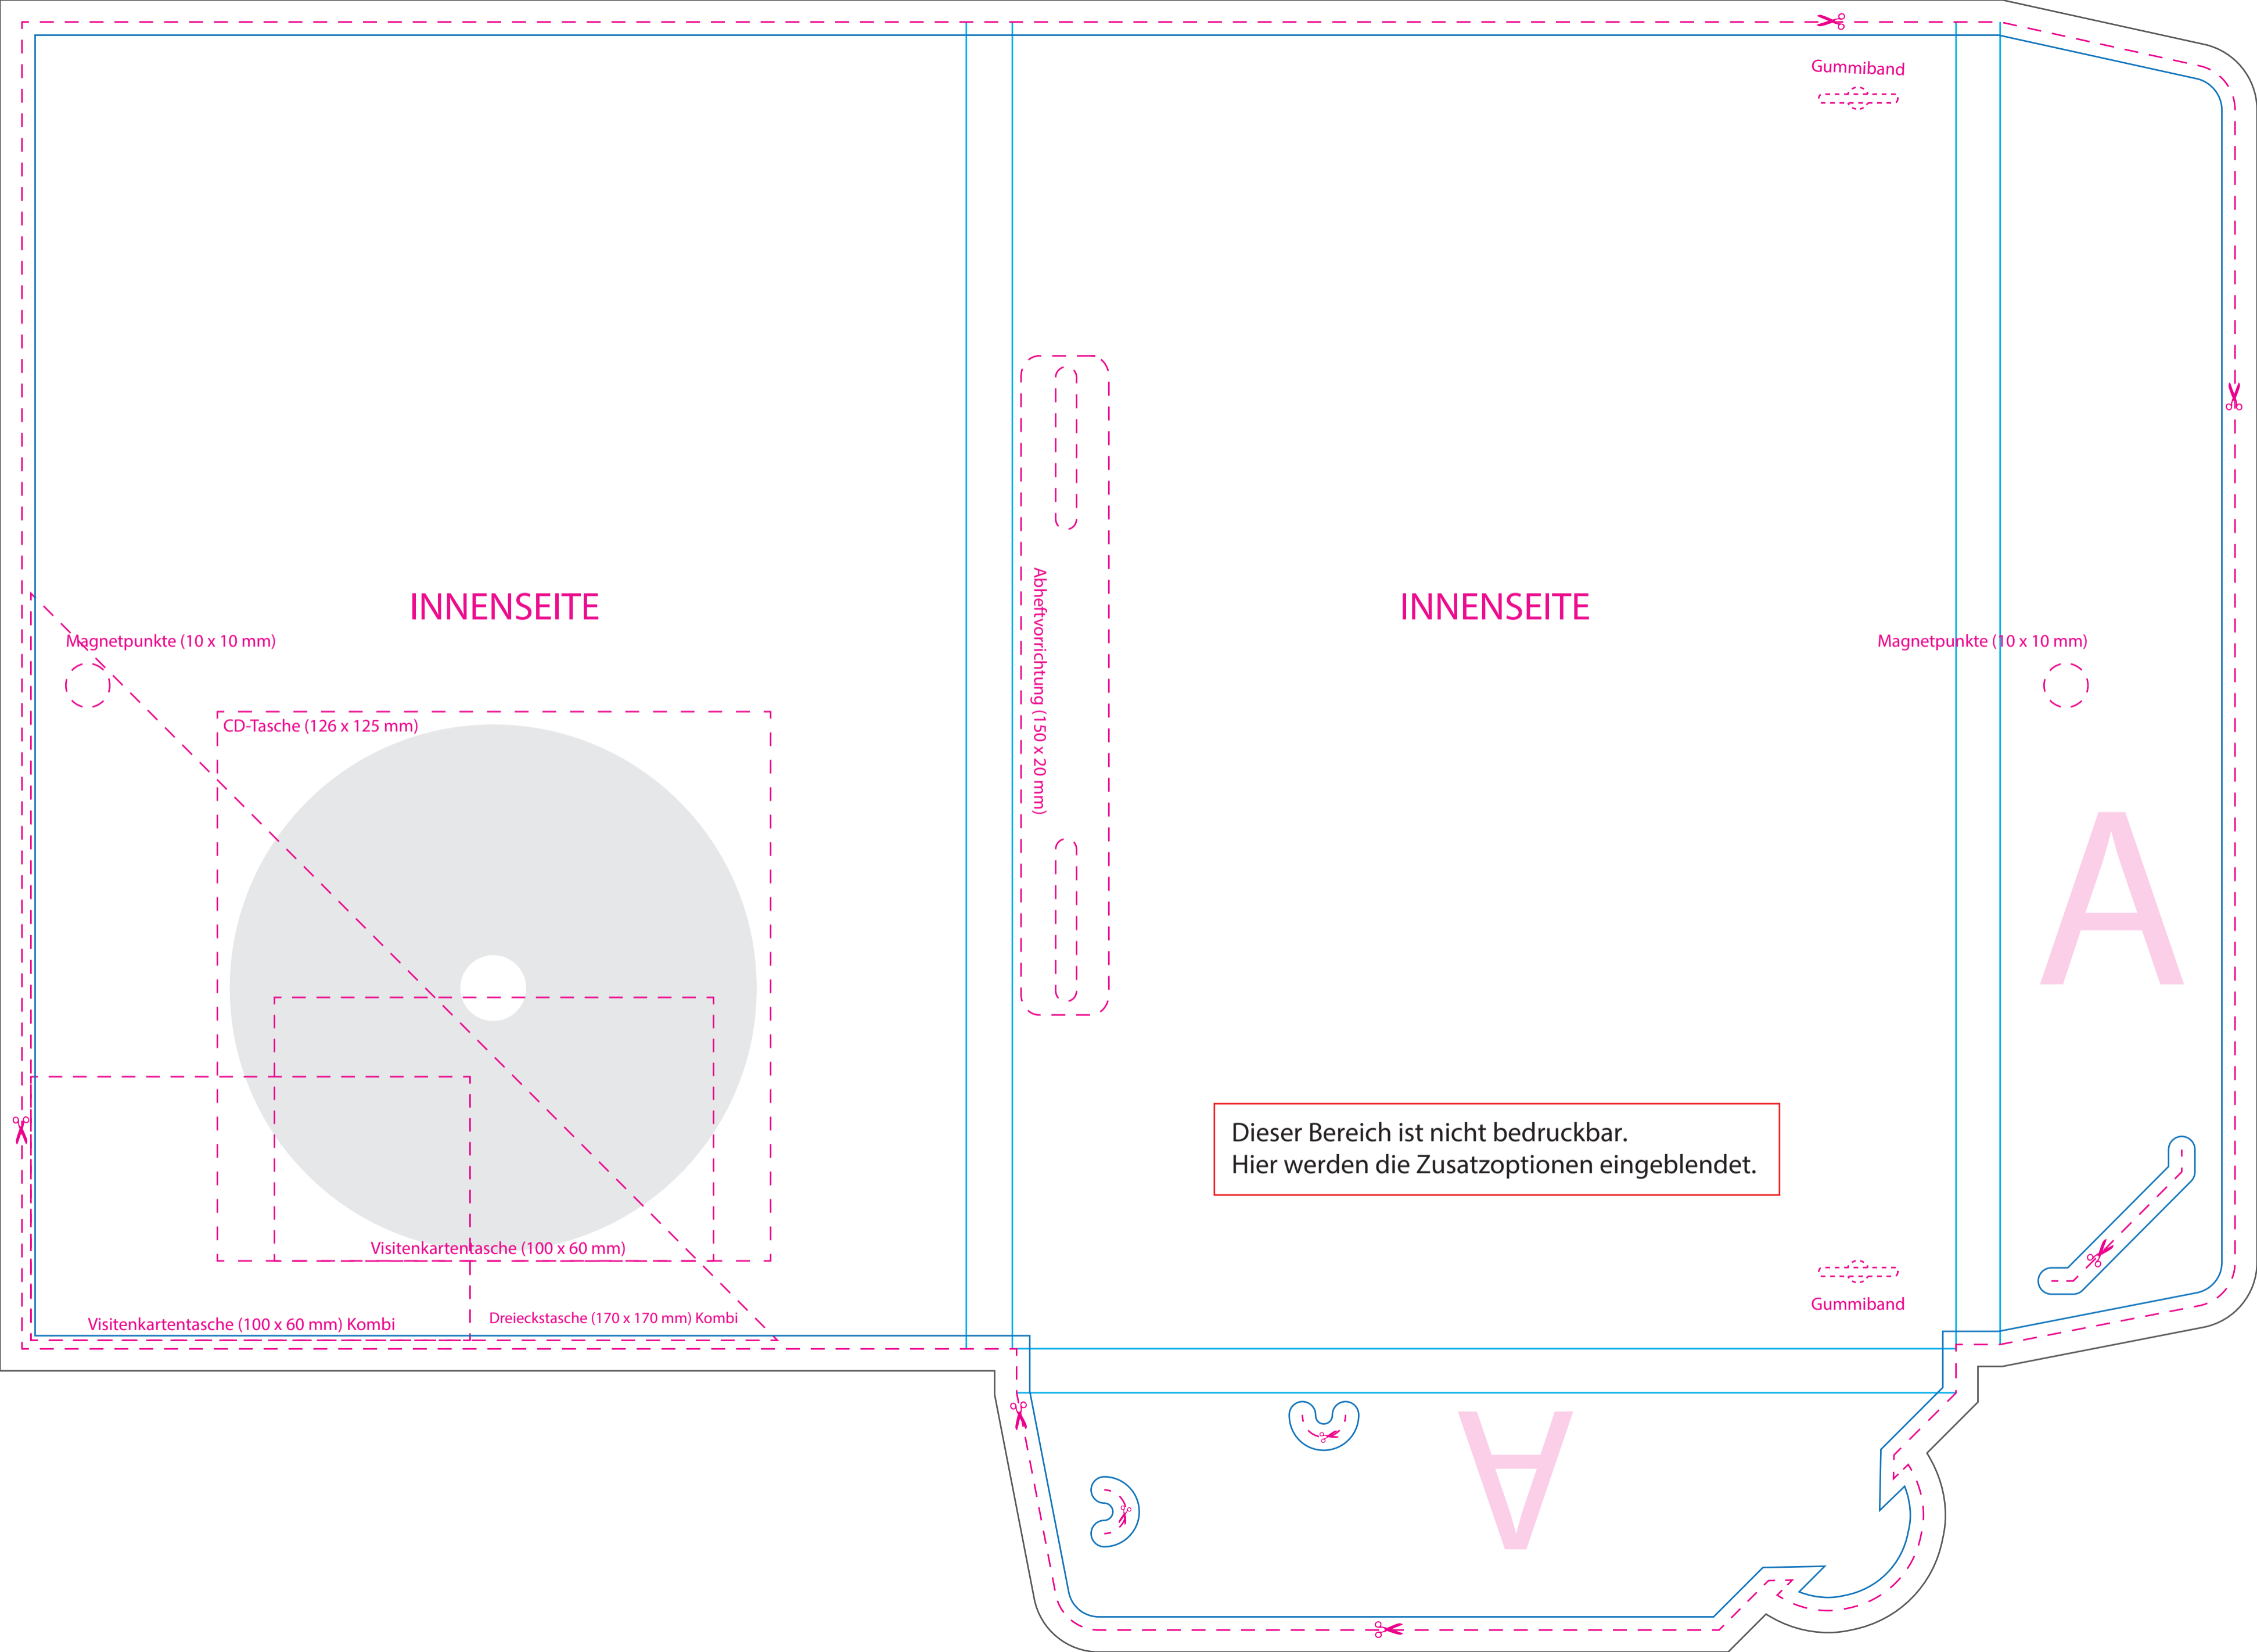 Gummiband
INNENSEITE
INNENSEITE
Magnetpunkte (10 x 10 mm)
Abheftvorrichtung (150 x 20 mm)
Magnetpunkte (10 x 10 mm)
CD-Tasche (126 x 125 mm)
A
Dieser Bereich ist nicht bedruckbar.
Hier werden die Zusatzoptionen eingeblendet.
Visitenkartentasche (100 x 60 mm)
Gummiband
Visitenkartentasche (100 x 60 mm) Kombi
Dreieckstasche (170 x 170 mm) Kombi
A